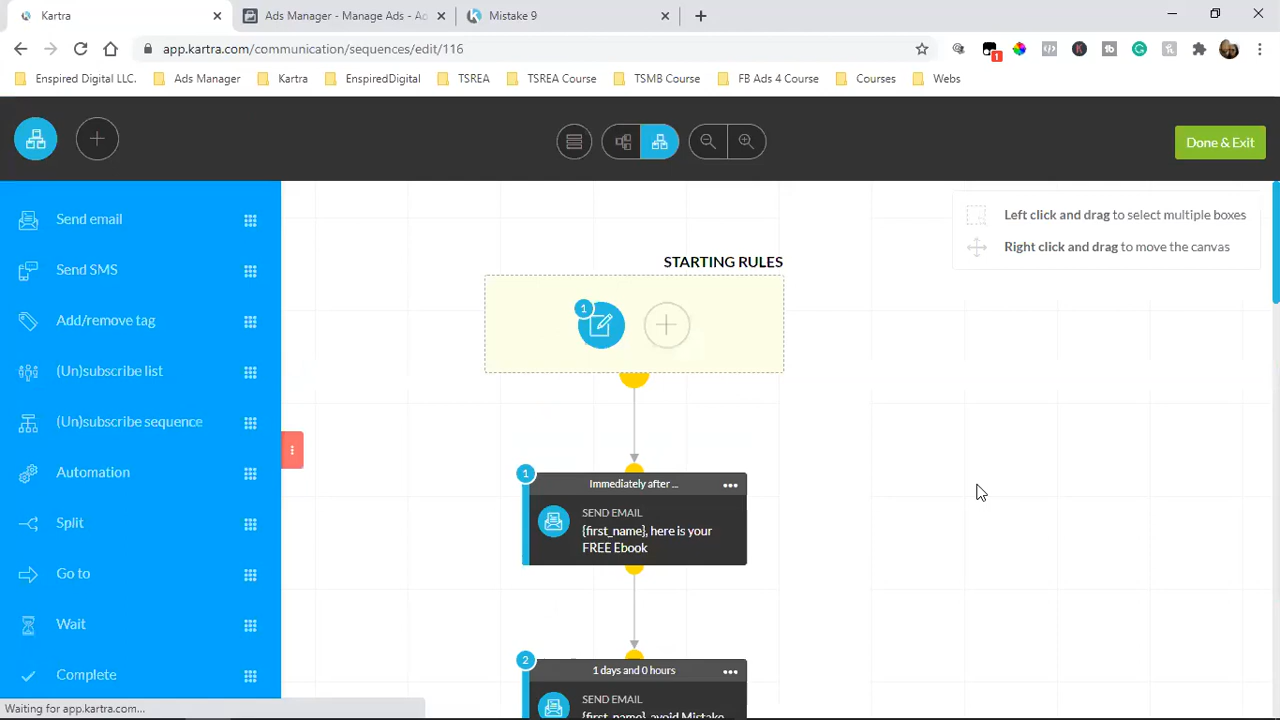 Kartra
Ads Manager - Manage Ads - Ad
Mistake 9
app.kartra.com/communication/sequences/edit/116
1
Enspired Digital LLC.
Ads Manager
Kartra
EnspiredDigital
TSREA
TSREA Course
TSMB Course
FB Ads 4 Course
Courses
Webs
Done & Exit
Send email
Send SMS
Add/remove tag
(Un)subscribe list
(Un)subscribe sequence
Automation
Split
Go to
Wait
Complete
Left click and drag to select multiple boxes
Right click and drag to move the canvas
STARTING RULES
1
1
Immediately after ...
SEND EMAIL
{first_name}, here is your
FREE Ebook
2
1 days and 0 hours
SEND EMAIL
{first_name}, avoid Mistake
Waiting for app.kartra.com...